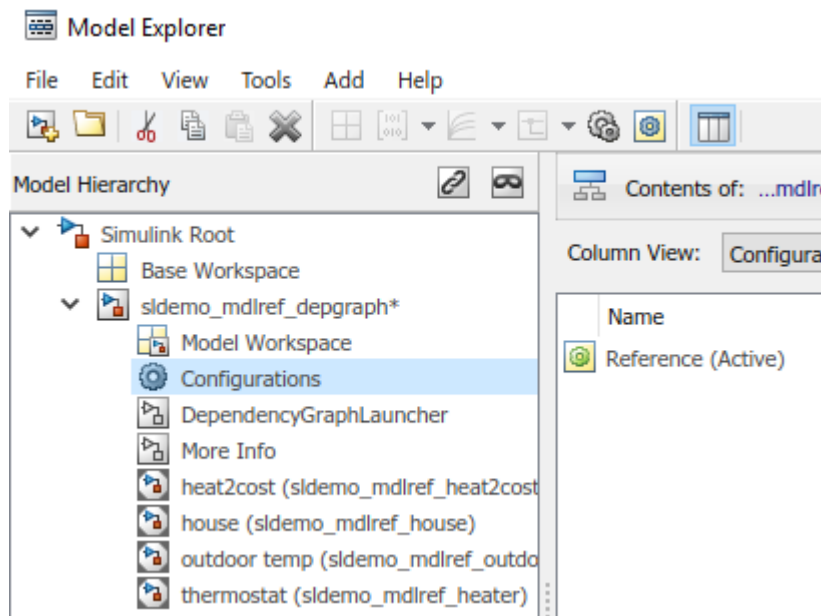 Model Explorer
File Edit View Tools Add Help
Model Hierarchy
Contents of: ...mdlre
Simulink Root
Column View: Configura
Base Workspace
sldemo_mdlref_depgraph*
Name
Model Workspace
Reference (Active)
Configurations
DependencyGraphLauncher
More Info
heat2cost (sldemo_mdlref_heat2cost
house (sldemo_mdlref_house)
outdoor temp (sldemo_mdlref_outdo
thermostat (sldemo_mdlref_heater)